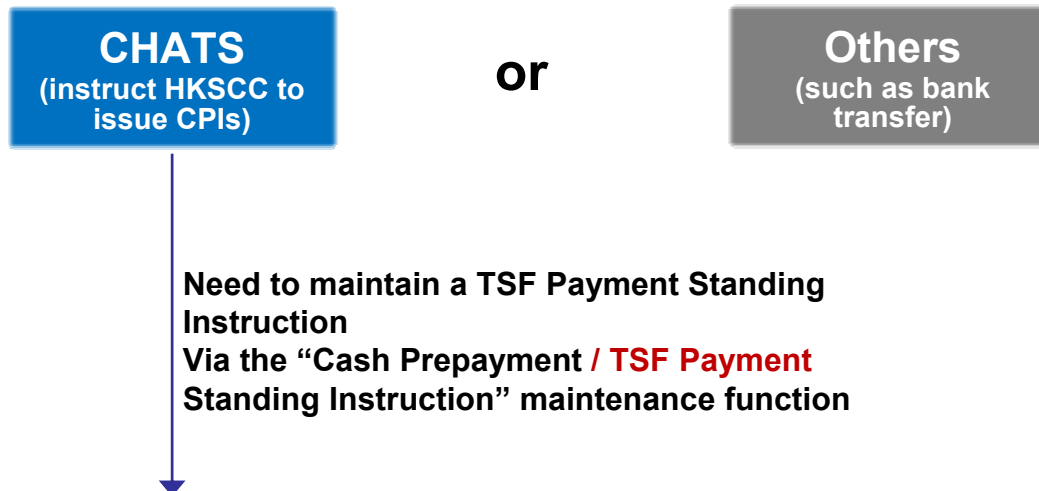 CHATS
(instruct HKSCC to
issue CPIs)
or
Others
(such as bank
transfer)
Need to maintain a TSF Payment Standing
Instruction
Via the “Cash Prepayment / TSF Payment
Standing Instruction” maintenance function